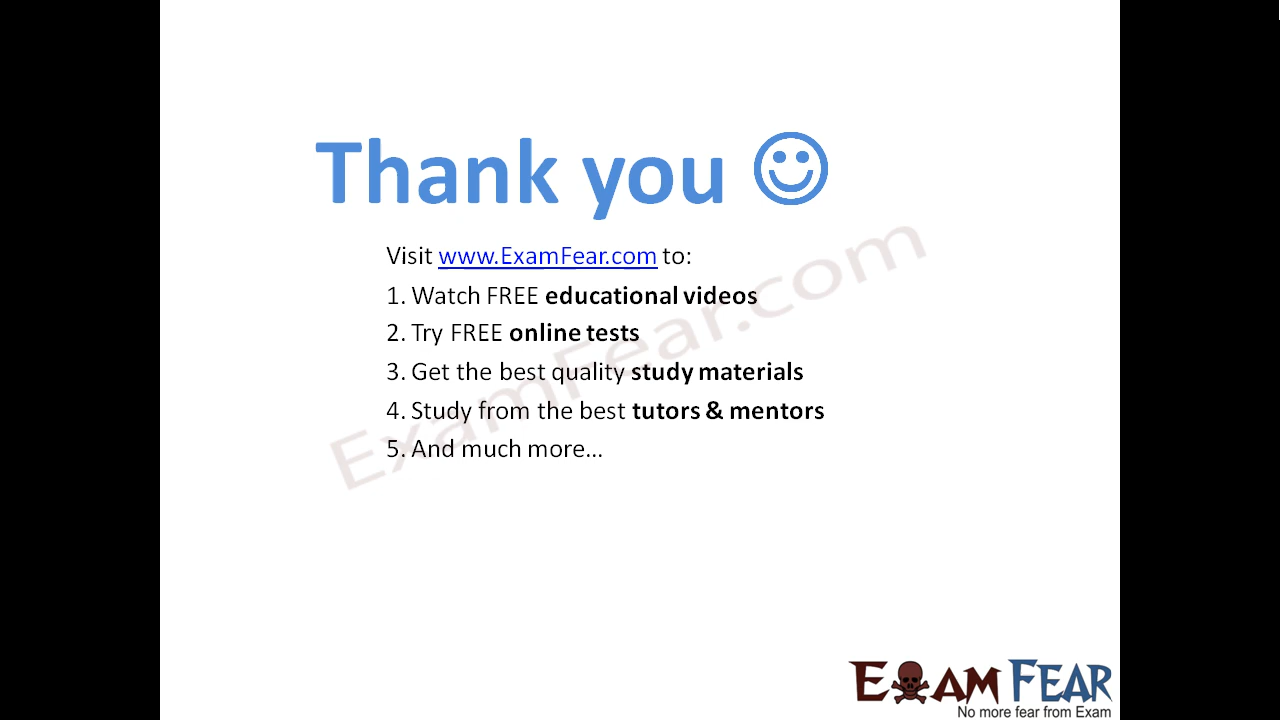 Thank you ☺
Visit www.ExamFear.com to:
1. Watch FREE educational videos
2. Try FREE online tests
3. Get the best quality study materials
4. Study from the best tutors & mentors
5. And much more...
ExamFear.com
EXAM FEAR
No more fear from Exam